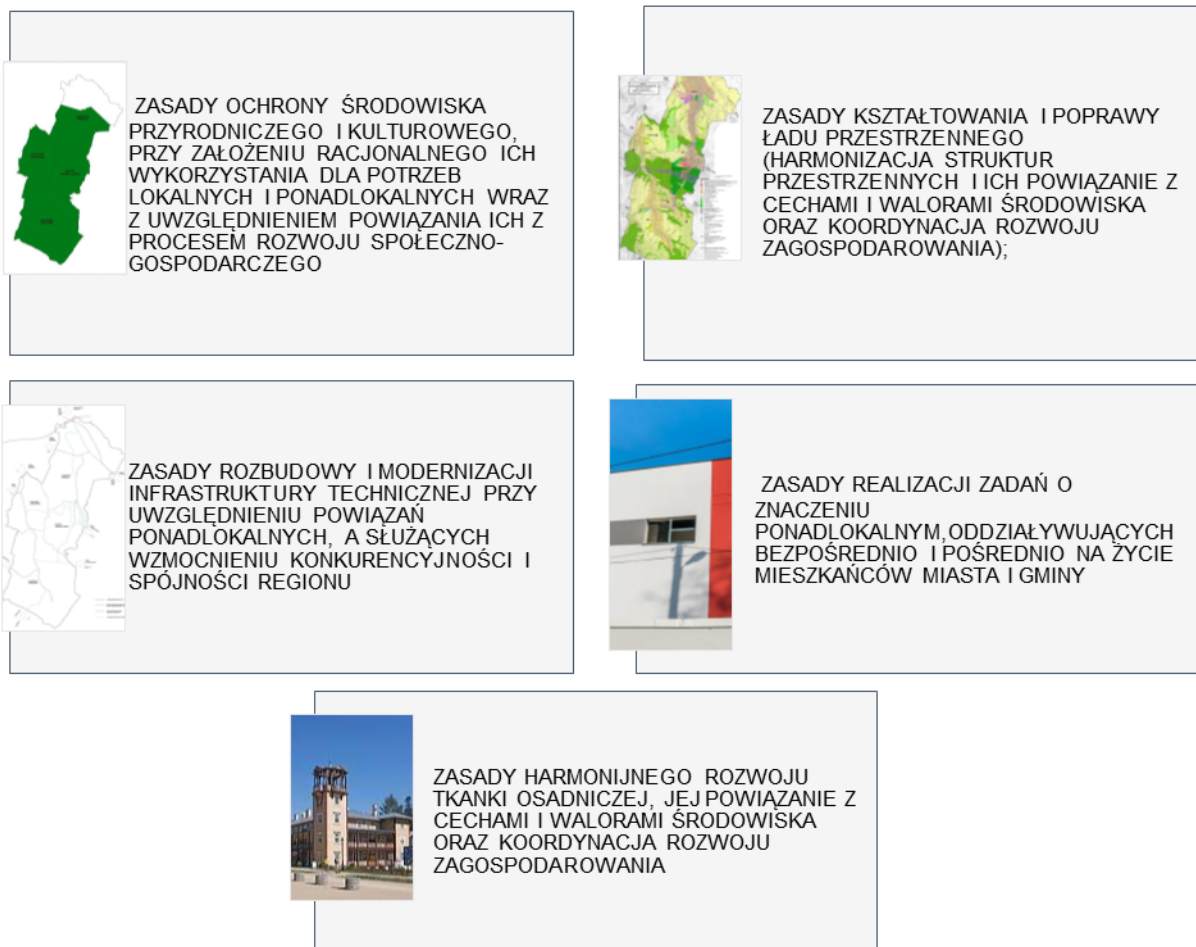 ZASADY OCHRONY ŚRODOWISKA
PRZYRODNICZEGO I KULTUROWEGO,
PRZY ZAŁOŻENIU RACJONALNEGO ICH
WYKORZYSTANIA DLA POTRZEB
LOKALNYCH I PONADLOKALNYCH WRAZ
Z UWZGLĘDNIENIEM POWIĄZANIA ICH Z
PROCESEM ROZWOJU SPOŁECZNO-
GOSPODARCZEGO
ZASADY KSZTAŁTOWANIA I POPRAWY
ŁADU PRZESTRZENNEGO
(HARMONIZACJA STRUKTUR
PRZESTRZENNYCH I ICH POWIĄZANIE Z
CECHAMI I WALORAMI ŚRODOWISKA
ORAZ KOORDYNACJA ROZWOJU
ZAGOSPODAROWANIA);
ZASADY ROZBUDOWY I MODERNIZACJI
INFRASTRUKTURY TECHNICZNEJ PRZY
UWZGLĘDNIENIU POWIĄZAŃ
PONADLOKALNYCH, A SŁUŻĄCYCH
WZMOCNIENIU KONKURENCYJNOŚCI I
SPÓJNOŚCI REGIONU
ZASADY REALIZACJI ZADAŃ O
ZNACZENIU
PONADLOKALNYM,ODDZIAŁYWUJĄCYCH
BEZPOŚREDNIO I POŚREDNIO NA ŻYCIE
MIESZKAŃCÓW MIASTA I GMINY
ZASADY HARMONIJNEGO ROZWOJU
TKANKI OSADNICZEJ, JEJ POWIĄZANIE Z
CECHAMI I WALORAMI ŚRODOWIŚKA
ORAZ KOORDYNACJA ROZWOJU
ZAGOSPODAROWANIA